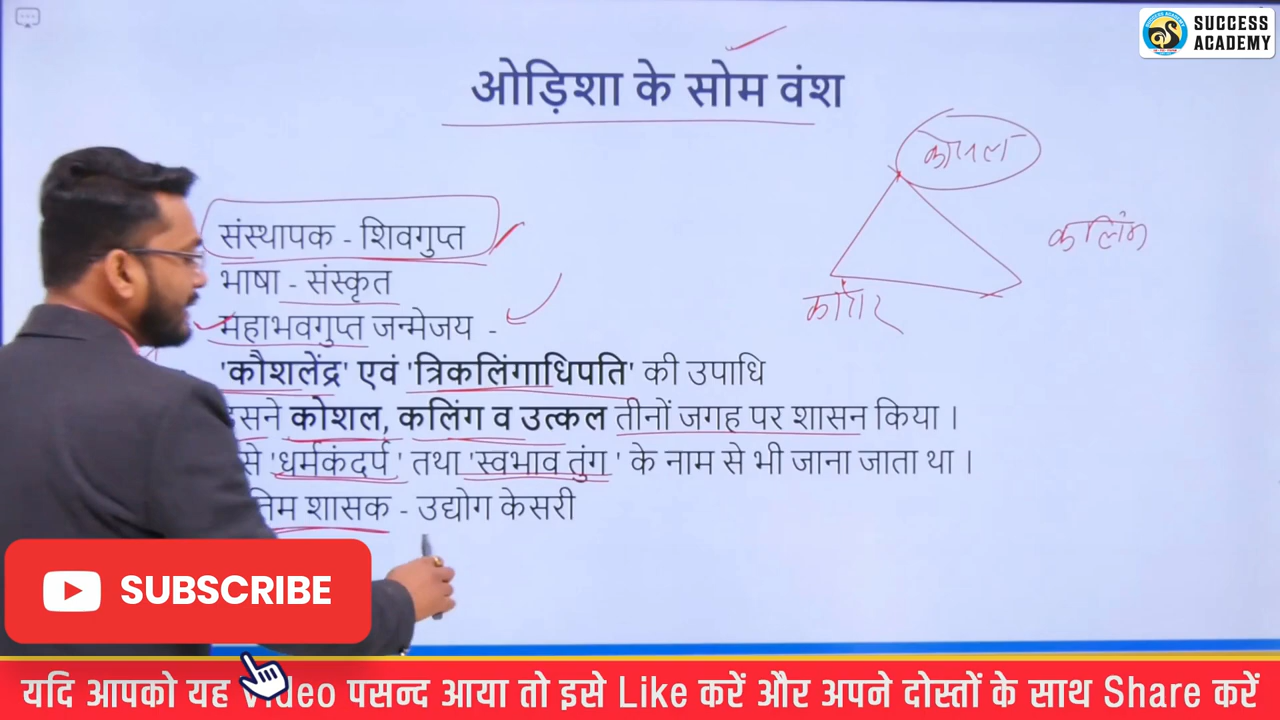 SUCCESS
ACADEMY
ओड़िशा के सोम वंश
कोसल
कलिंग
संस्थापक - शिवगुप्त
भाषा - संस्कृत
महाभवगुप्त जन्मेजय -
'कौशलेंद्र' एवं 'त्रिकलिंगाधिपति' की उपाधि
कोशल, कलिंग व उत्कल तीनों जगह पर शासन किया ।
'धर्मकंदर्प ' तथा 'स्वभाव तुंग ' के नाम से भी जाना जाता था ।
शासक - उद्योग केसरी
SUBSCRIBE
यदि आपको यह Video पसन्द आया तो इसे Like करें और अपने दोस्तों के साथ Share करें